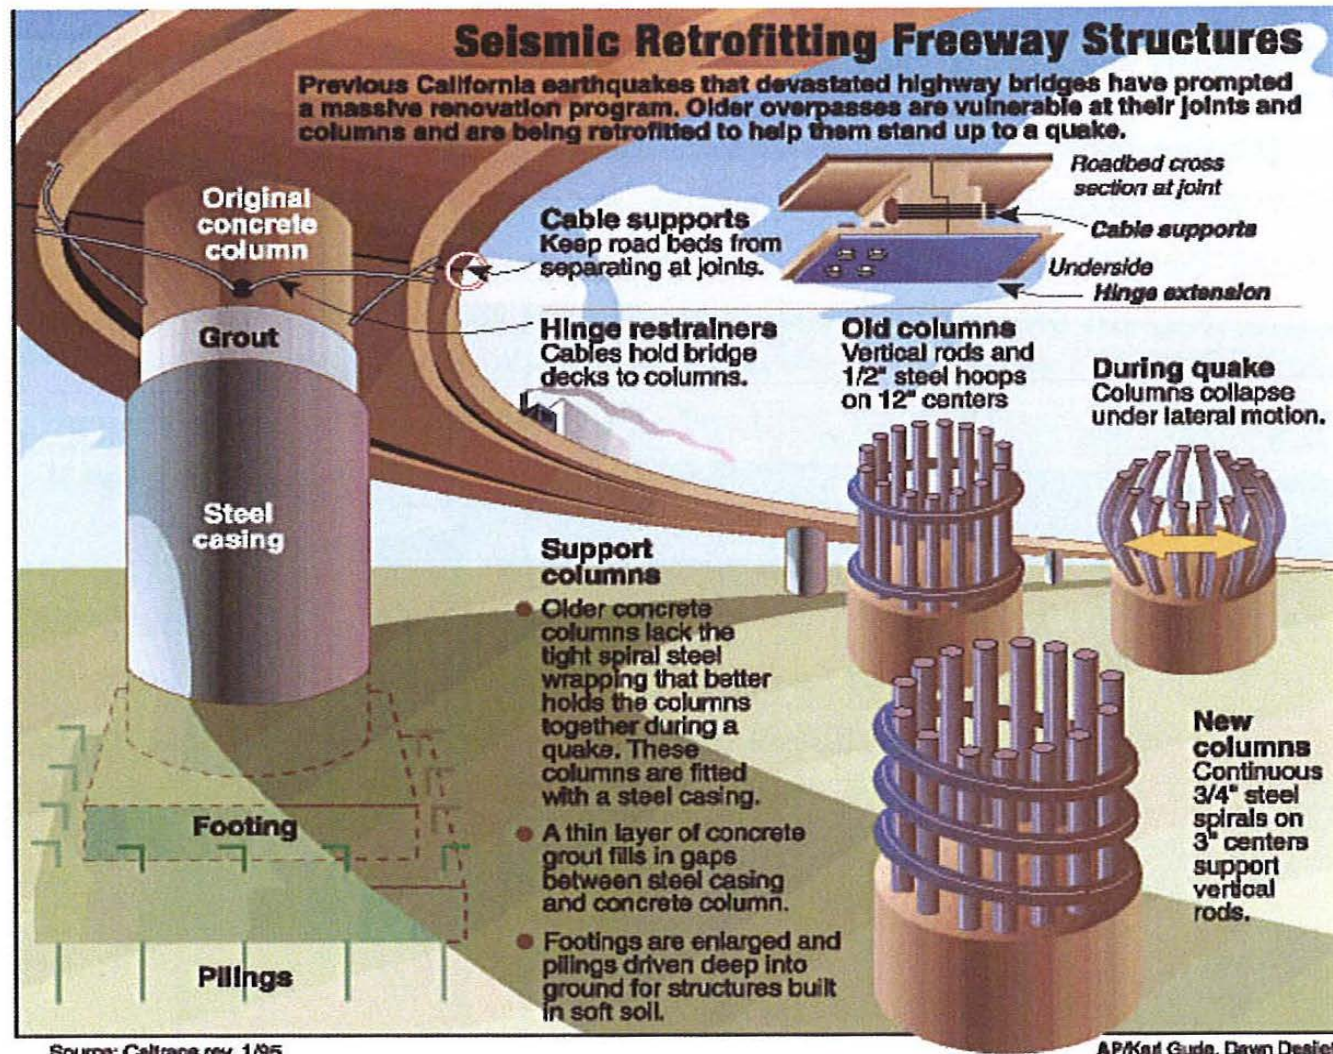 Seismic Retrofitting Freeway Structures
Previous California earthquakes that devastated highway bridges have prompted
a massive renovation program. Older overpasses are vulnerable at their joints and
columns and are being retrofitted to help them stand up to a quake.
Original
concrete
column
Grout
Steel
casing
Footing
Pilings
Cable supports
Keep road beds from
separating at joints.
Roadbed cross
section at joint
Cable supports
Underside
Hinge extension
Hinge restrainers
Cables hold bridge
decks to columns.
Old columns
Vertical rods and
1/2" steel hoops
on 12" centers
During quake
Columns collapse
under lateral motion.
Support
columns
• Older concrete
columns lack the
tight spiral steel
wrapping that better
holds the columns
together during a
quake. These
columns are fitted
with a steel casing.
• A thin layer of concrete
grout fills in gaps
between steel casing
and concrete column.
• Footings are enlarged and
pilings driven deep into
ground for structures built
in soft soil.
New
columns
Continuous
3/4" steel
spirals on
3" centers
support
vertical
rods.
Source: Caltrans rev. 1/95
AP/Karl Gude, Dawn